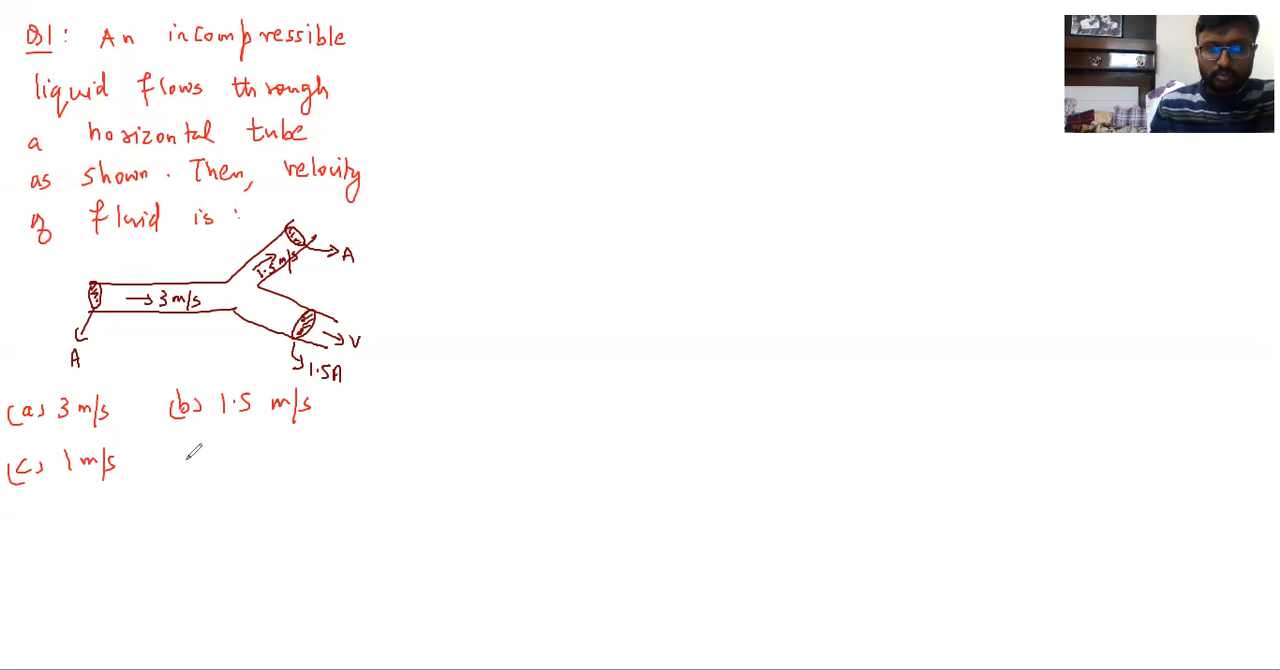 Q1: An incompressible
liquid flows through
a horizontal tube
as shown. Then, velocity
of fluid is:
A
1.5 m/s
→3 m/s
V
A
1.5A
(a) 3 m/s (b) 1.5 m/s
(c) 1 m/s